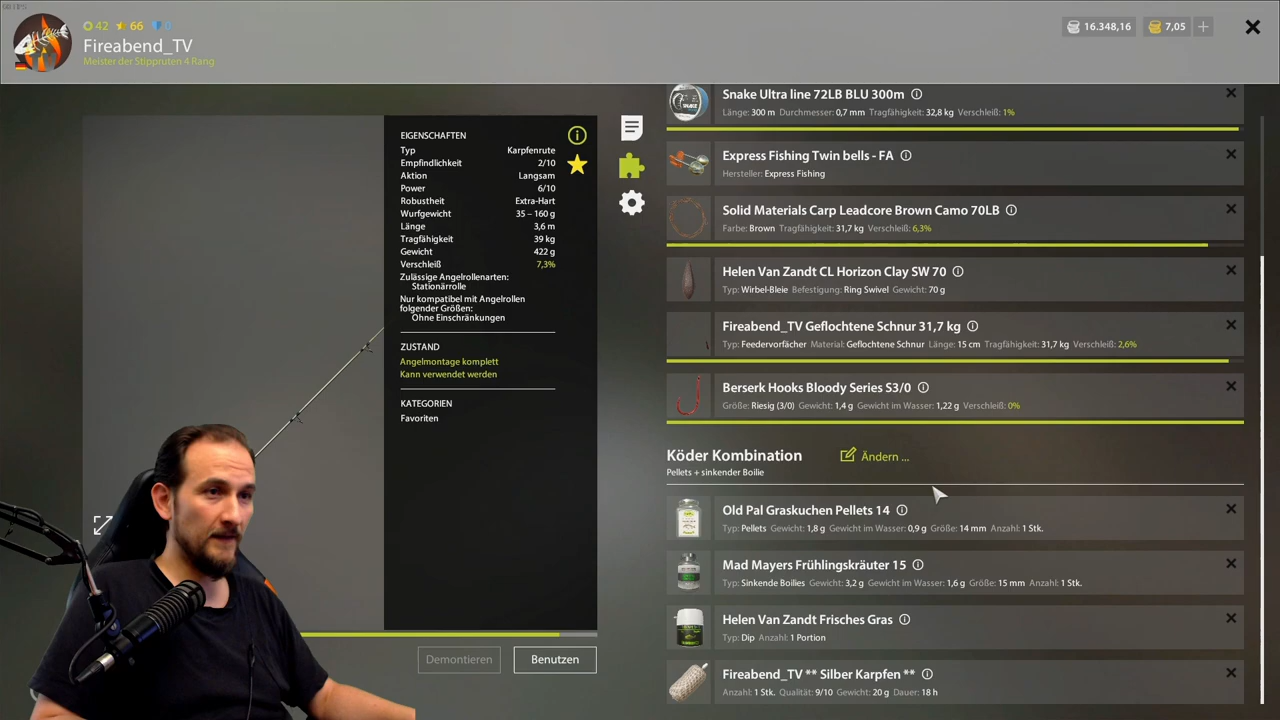 60 FPS
42 66 0
Fireabend_TV
Meister der Stippruten 4 Rang
16.348,16
7,05 +
EIGENSCHAFTEN
Typ Karpfenrute
Empfindlichkeit 2/10
Aktion Langsam
Power 6/10
Robustheit Extra-Hart
Wurfgewicht 35 – 160 g
Länge 3,6 m
Tragfähigkeit 39 kg
Gewicht 422 g
Verschleiß 7,3%
Zulässige Angelrollenarten:
Stationärrolle
Nur kompatibel mit Angelrollen
folgender Größen:
Ohne Einschränkungen
ZUSTAND
Angelmontage komplett
Kann verwendet werden
KATEGORIEN
Favoriten
Demontieren
Benutzen
Snake Ultra line 72LB BLU 300m
Länge: 300 m Durchmesser: 0,7 mm Tragfähigkeit: 32,8 kg Verschleiß: 1%
Express Fishing Twin bells - FA
Hersteller: Express Fishing
Solid Materials Carp Leadcore Brown Camo 70LB
Farbe: Brown Tragfähigkeit: 31,7 kg Verschleiß: 6,3%
Helen Van Zandt CL Horizon Clay SW 70
Typ: Wirbel-Bleie Befestigung: Ring Swivel Gewicht: 70 g
Fireabend_TV Geflochtene Schnur 31,7 kg
Typ: Feedervorfächer Material: Geflochtene Schnur Länge: 15 cm Tragfähigkeit: 31,7 kg Verschleiß: 2,6%
Berserk Hooks Bloody Series S3/0
Größe: Riesig (3/0) Gewicht: 1,4 g Gewicht im Wasser: 1,22 g Verschleiß: 0%
Köder Kombination Ändern ...
Pellets + sinkender Boilie
Old Pal Graskuchen Pellets 14
Typ: Pellets Gewicht: 1,8 g Gewicht im Wasser: 0,9 g Größe: 14 mm Anzahl: 1 Stk.
Mad Mayers Frühlingskräuter 15
Typ: Sinkende Boilies Gewicht: 3,2 g Gewicht im Wasser: 1,6 g Größe: 15 mm Anzahl: 1 Stk.
Helen Van Zandt Frisches Gras
Typ: Dip Anzahl: 1 Portion
Fireabend_TV ** Silber Karpfen **
Anzahl: 1 Stk. Qualität: 9/10 Gewicht: 20 g Dauer: 18 h